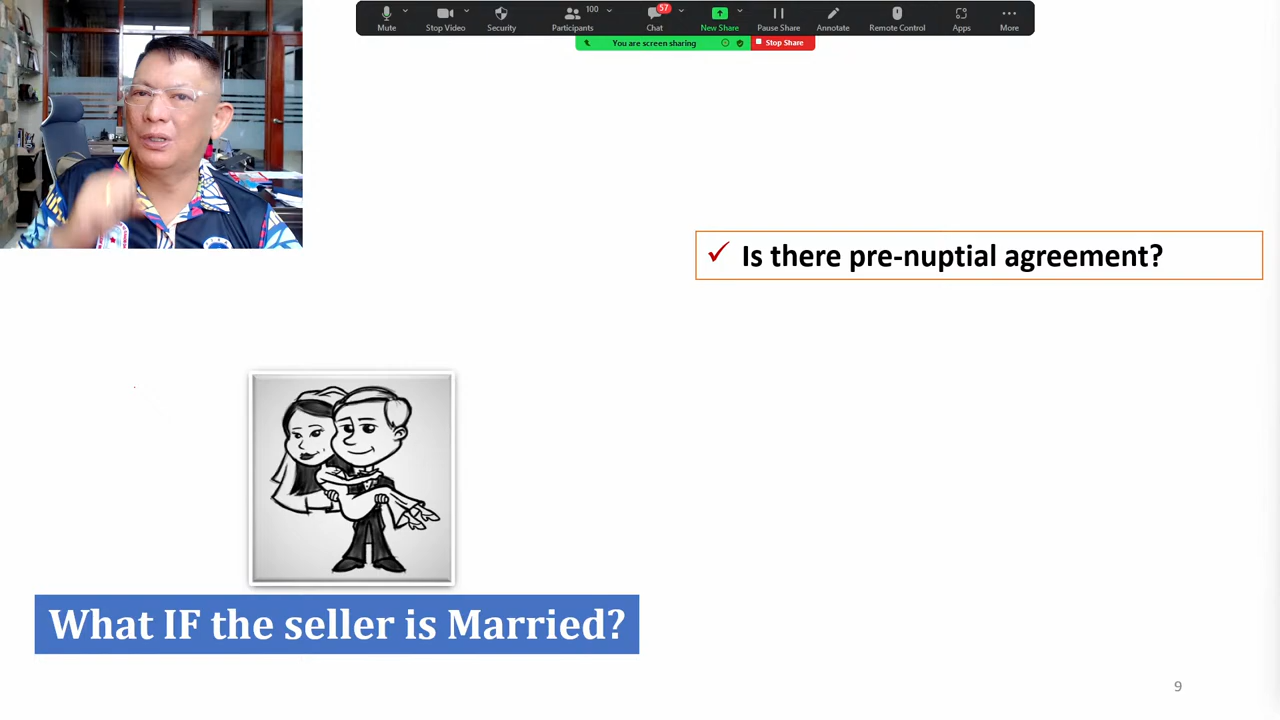 100
57
Mute
Stop Video
Security
Participants
Chat
New Share
Pause Share
Annotate
Remote Control
Apps
More
You are screen sharing
Stop Share
Is there pre-nuptial agreement?
What IF the seller is Married?
9